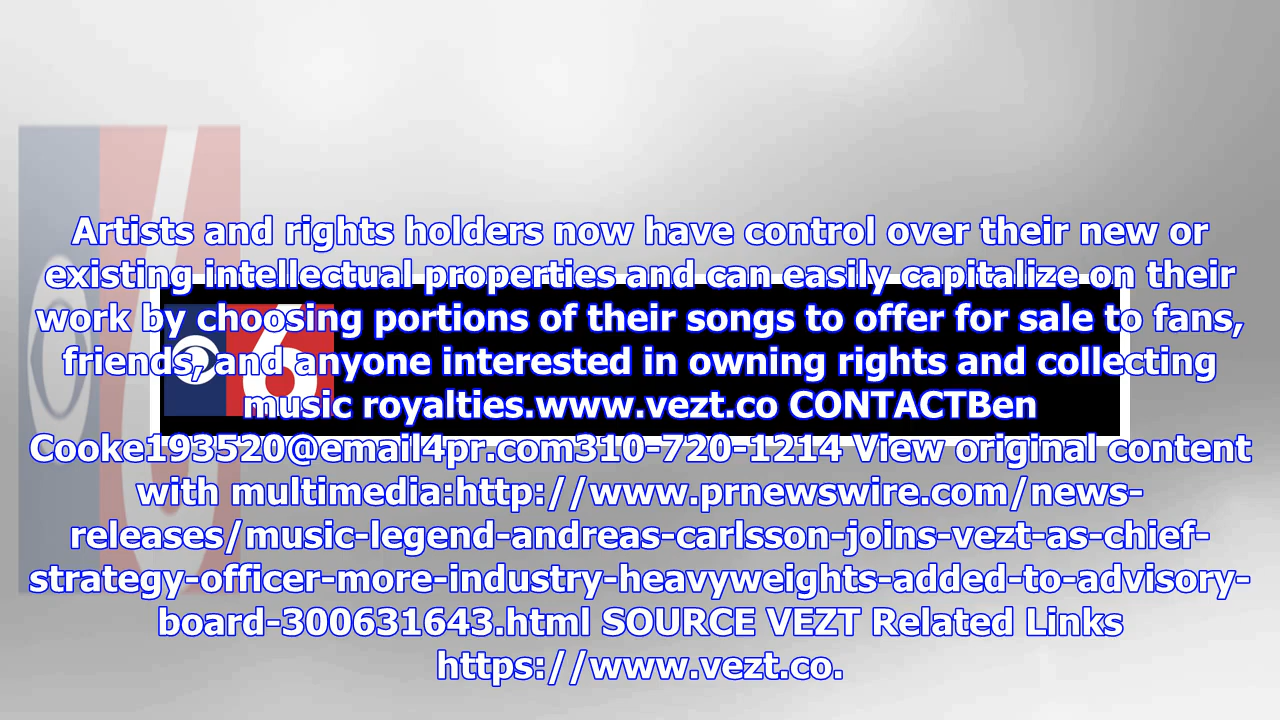 Artists and rights holders now have control over their new or
existing intellectual properties and can easily capitalize on their
work by choosing portions of their songs to offer for sale to fans,
friends, and anyone interested in owning rights and collecting
music royalties.www.vezt.co CONTACTBen
Cooke193520@email4pr.com310-720-1214 View original content
with multimedia:http://www.prnewswire.com/news-
releases/music-legend-andreas-carlsson-joins-vezt-as-chief-
strategy-officer-more-industry-heavyweights-added-to-advisory-
board-300631643.html SOURCE VEZT Related Links
https://www.vezt.co.
6
6